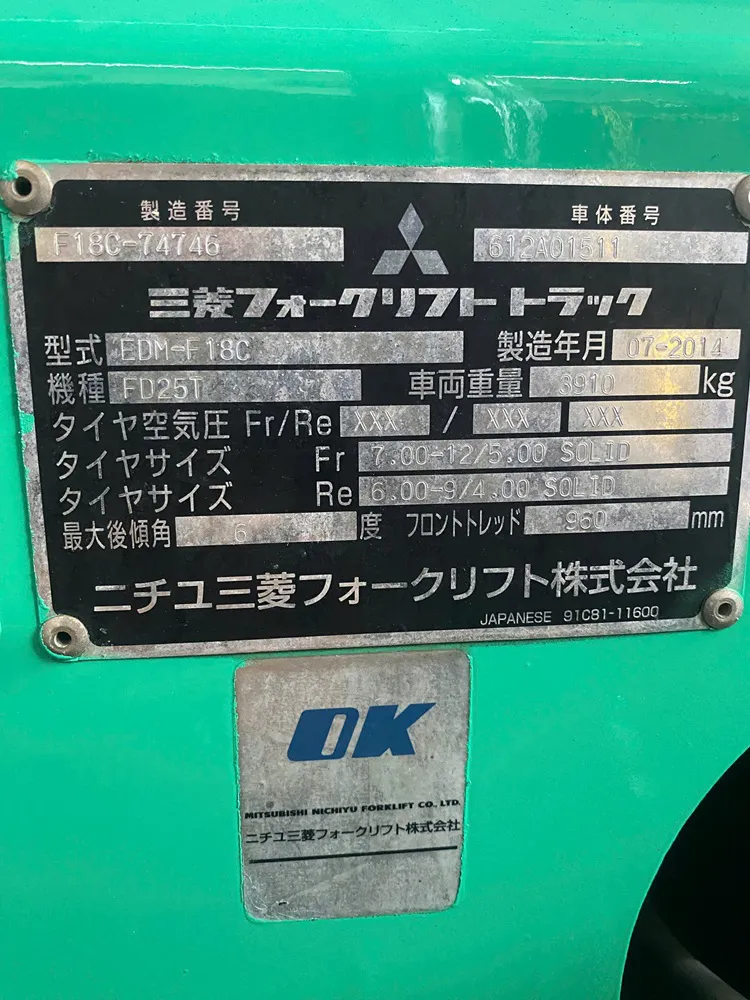 製造番号 車体番号
F18C-74746 612A01511
三菱フォークリフトトラック
型式 EDM-F18C 製造年月 07-2014
機種 FD25T 車両重量 3910 kg
タイヤ空気圧 Fr/Re XXX / XXX XXX
タイヤサイズ Fr 7.00-12/5.00 SOLID
タイヤサイズ Re 6.00-9/4.00 SOLID
最大後傾角 6 度 フロントトレッド 960 mm
ニチユ三菱フォークリフト株式会社
JAPANESE 91C81-11600
OK
MITSUBISHI NICHIYU FORKLIFT CO., LTD.
ニチユ三菱フォークリフト株式会社